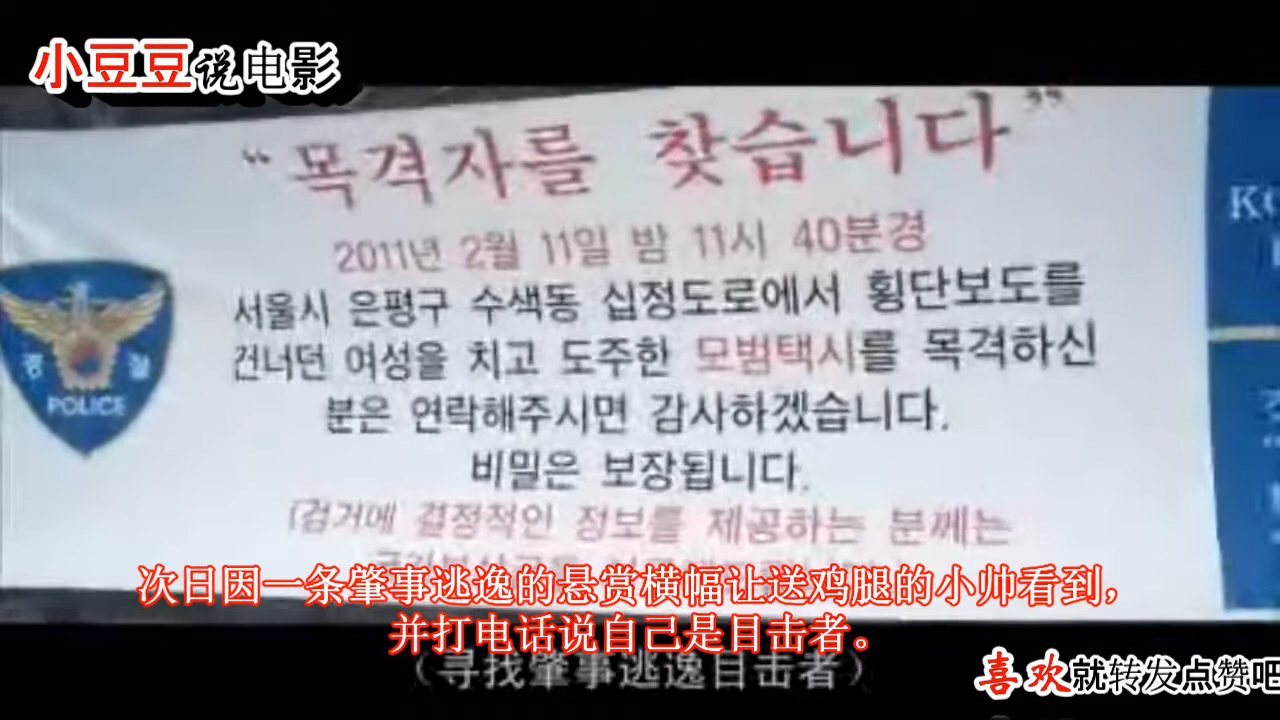 小豆豆说电影
“목격자를 찾습니다”
2011년 2월 11일 밤 11시 40분경
서울시 은평구 수색동 십정도로에서 횡단보도를
건너던 여성을 치고 도주한 모범택시를 목격하신
분은 연락해주시면 감사하겠습니다.
비밀은 보장됩니다.
(검거에 결정적인 정보를 제공하는 분께는
경찰
POLICE
次日因一条肇事逃逸的悬赏横幅让送鸡腿的小帅看到，
并打电话说自己是目击者。
（寻找肇事逃逸目击者）
喜欢就转发点赞吧